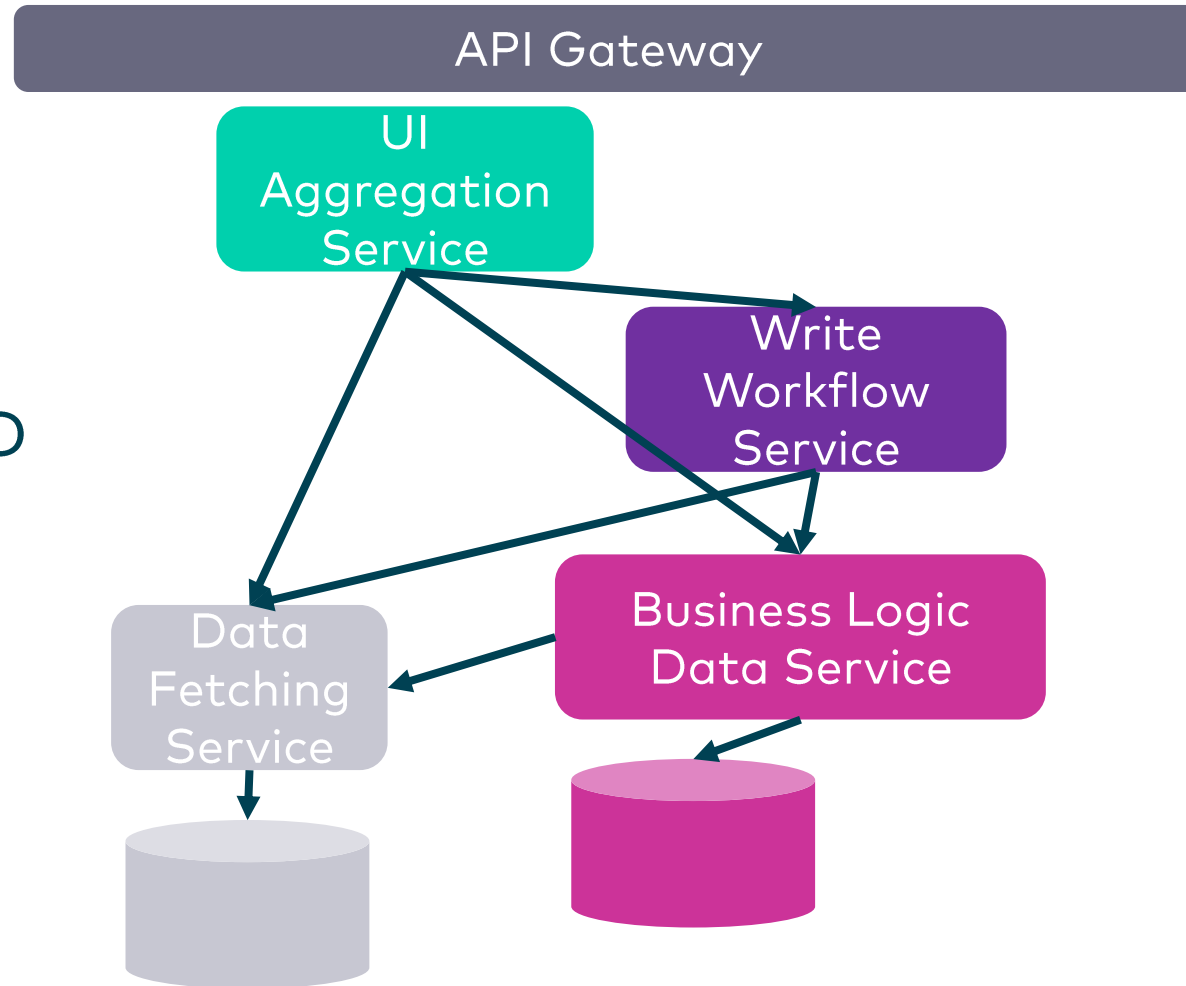 API Gateway
UI
Aggregation
Service
Write
Workflow
Service
Business Logic
Data Service
Data
Fetching
Service